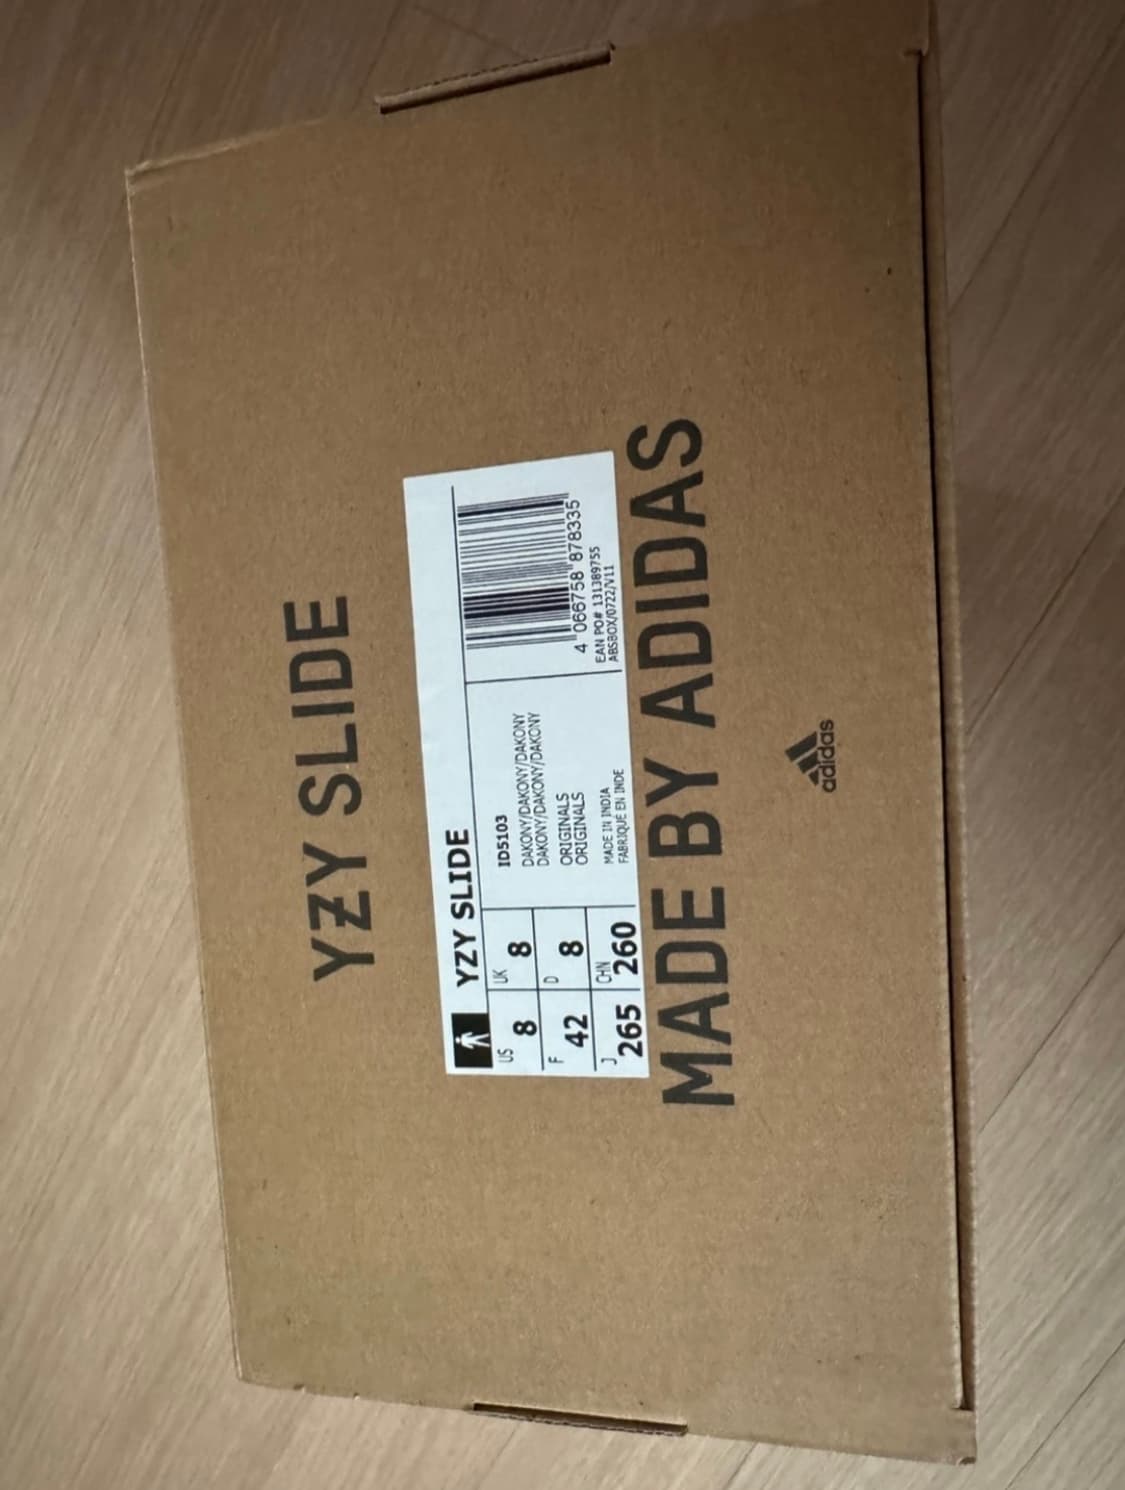 YZY SLIDE
YZY SLIDE
US 8 UK 8
F 42 D 8
J 265 CHN 260
ID5103
DAKONY/DAKONY/DAKONY
DAKONY/DAKONY/DAKONY
ORIGINALS
ORIGINALS
MADE IN INDIA
FABRIQUÉ EN INDE
4 066758 878335
EAN PO# 131389755
ABSBOX/0722/V11
MADE BY ADIDAS
adidas